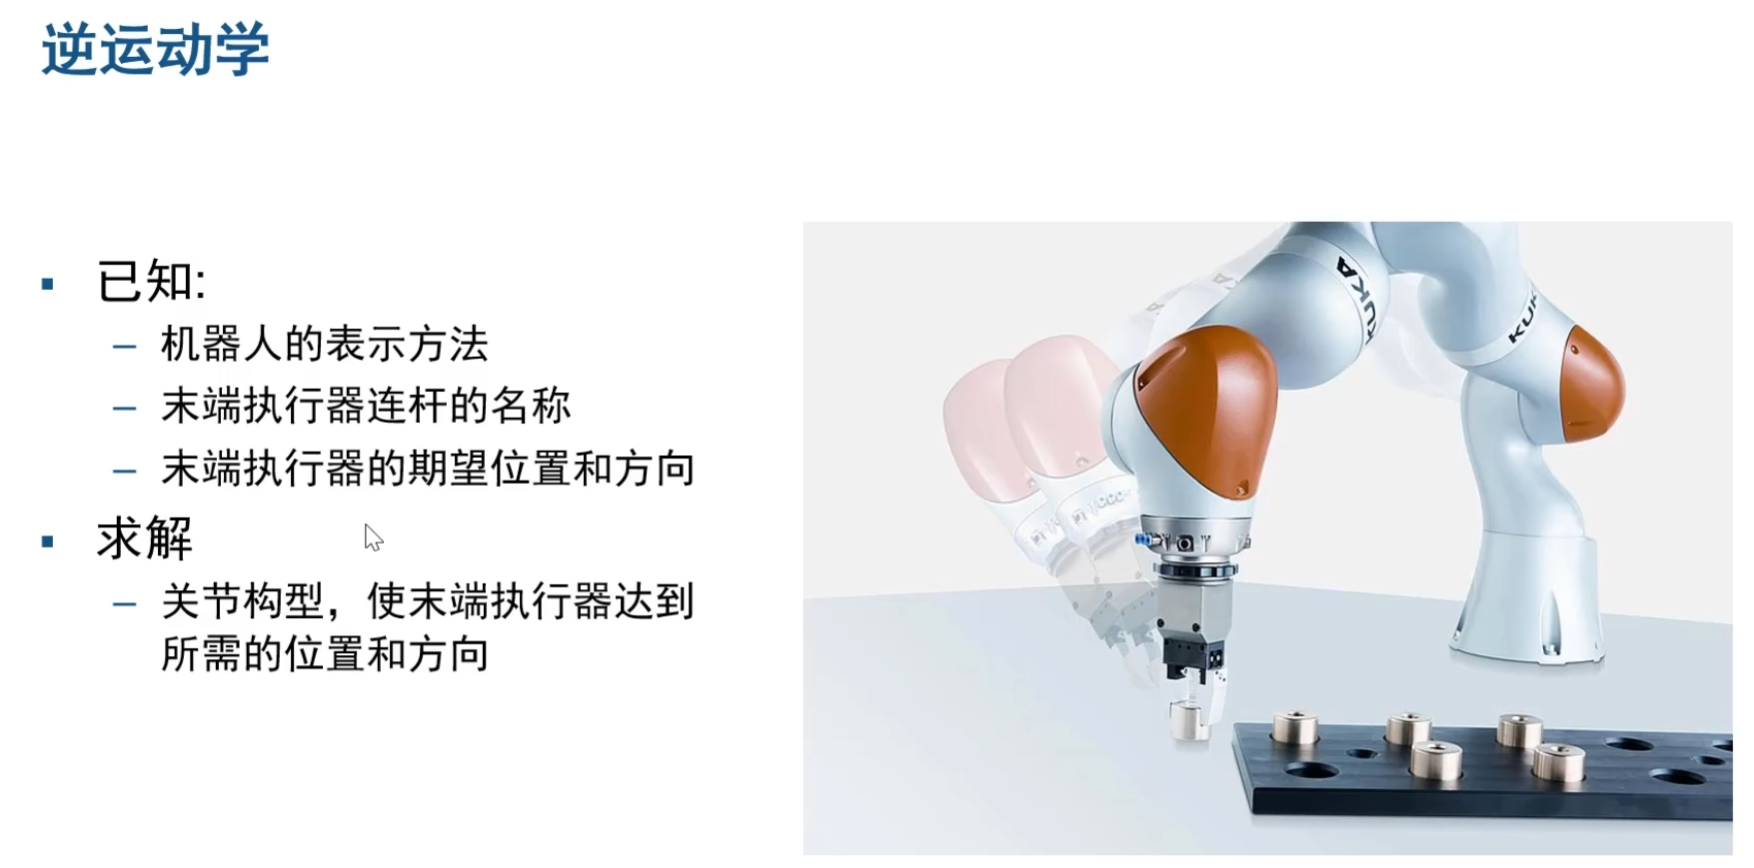 逆运动学
已知:
机器人的表示方法
末端执行器连杆的名称
末端执行器的期望位置和方向
求解
关节构型，使末端执行器达到
所需的位置和方向
KUKA
KUK